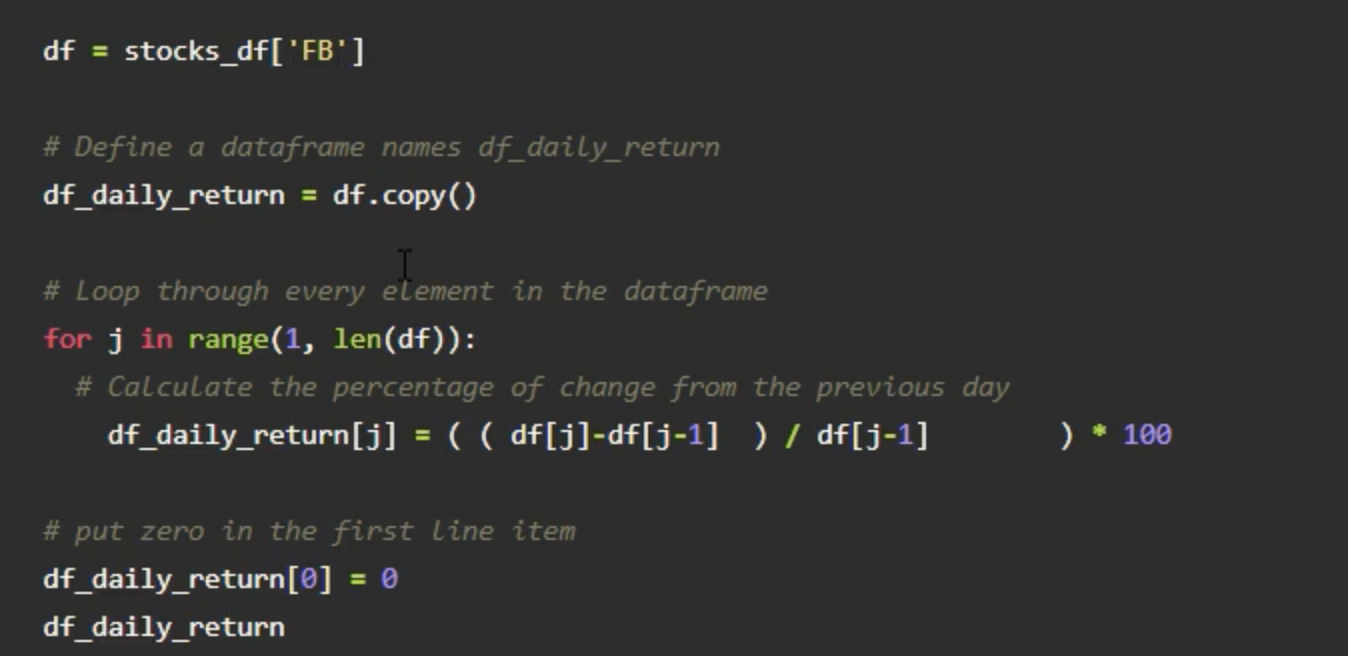 df = stocks_df['FB']
# Define a dataframe names df_daily_return
df_daily_return = df.copy()
# Loop through every element in the dataframe
for j in range(1, len(df)):
# Calculate the percentage of change from the previous day
df_daily_return[j] = ( ( df[j]-df[j-1] ) / df[j-1] ) * 100
# put zero in the first line item
df_daily_return[0] = 0
df_daily_return